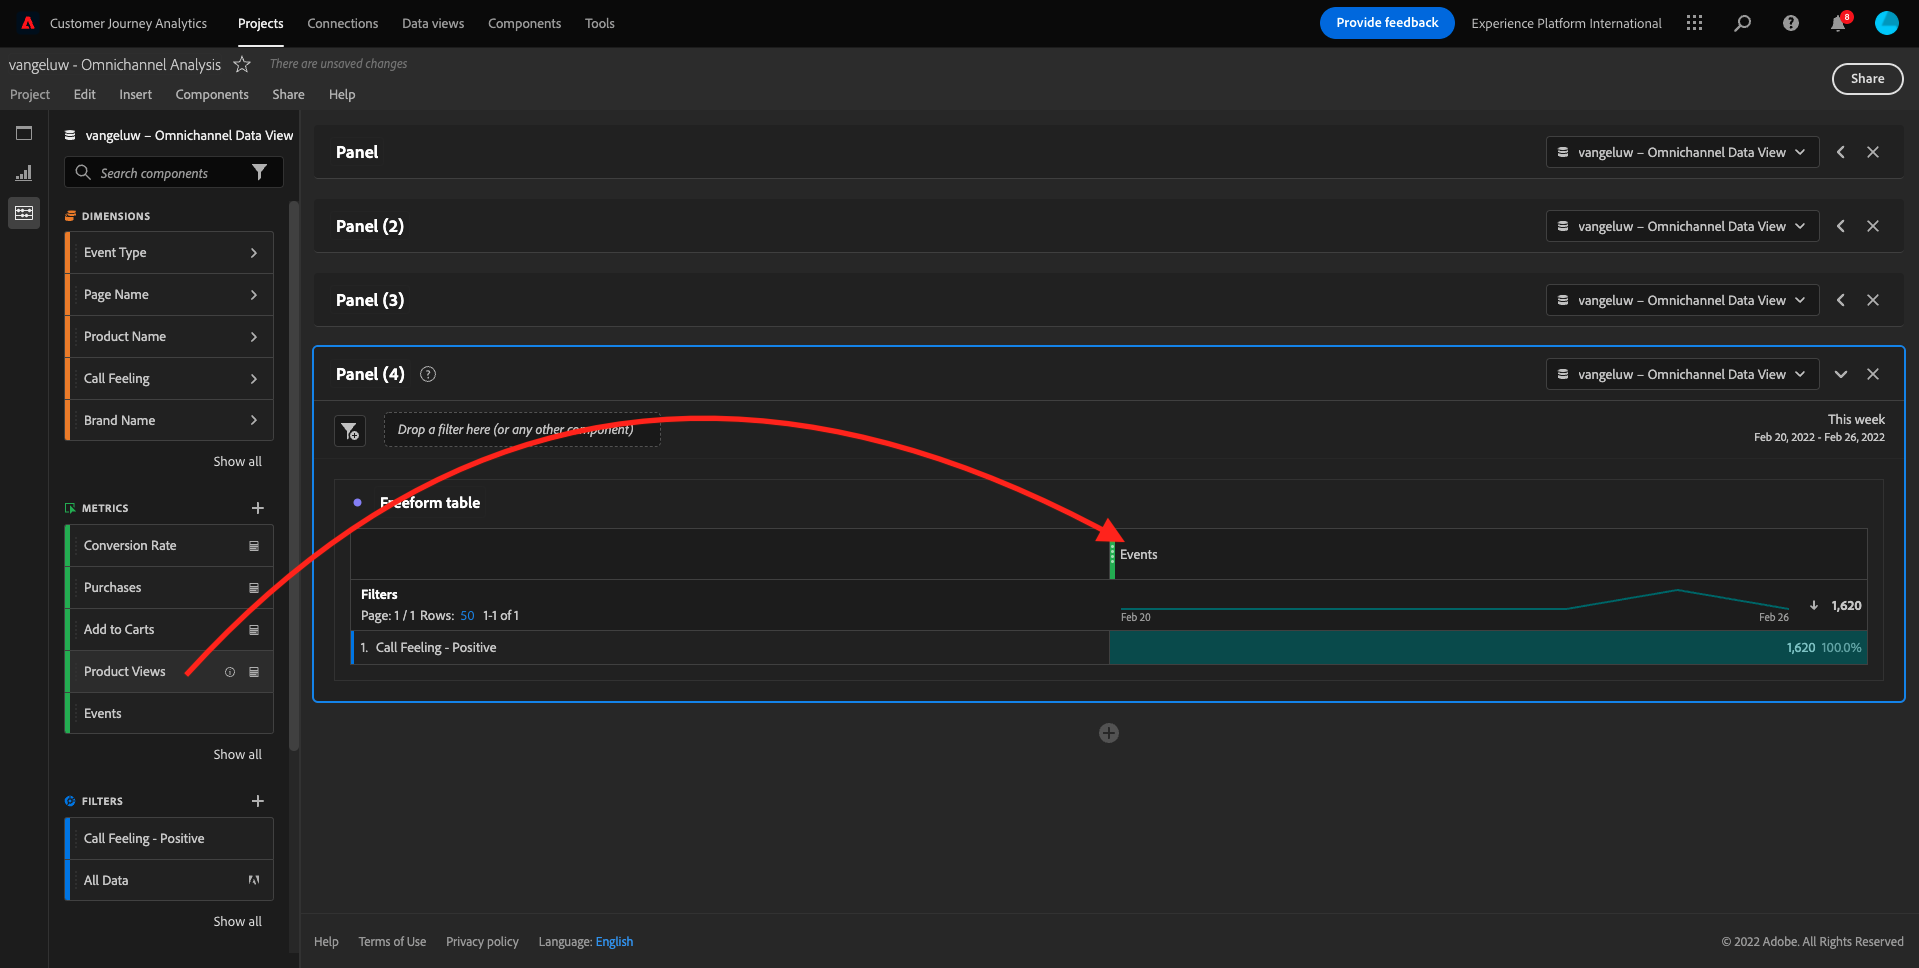 Customer Journey Analytics Projects Connections Data views Components Tools Provide feedback Experience Platform International 8
vangeluw - Omnichannel Analysis There are unsaved changes
Project Edit Insert Components Share Help Share
vangeluw – Omnichannel Data View
Search components
DIMENSIONS
Event Type
Page Name
Product Name
Call Feeling
Brand Name
Show all
METRICS
Conversion Rate
Purchases
Add to Carts
Product Views
Events
Show all
FILTERS
Call Feeling - Positive
All Data
Show all
Panel vangeluw – Omnichannel Data View
Panel (2) vangeluw – Omnichannel Data View
Panel (3) vangeluw – Omnichannel Data View
Panel (4) ? vangeluw – Omnichannel Data View
Drop a filter here (or any other component)
This week
Feb 20, 2022 - Feb 26, 2022
Freeform table
Events
Filters
Page: 1 / 1 Rows: 50 1-1 of 1
Feb 20 Feb 26 1,620
1. Call Feeling - Positive 1,620 100.0%
Help Terms of Use Privacy policy Language: English © 2022 Adobe. All Rights Reserved